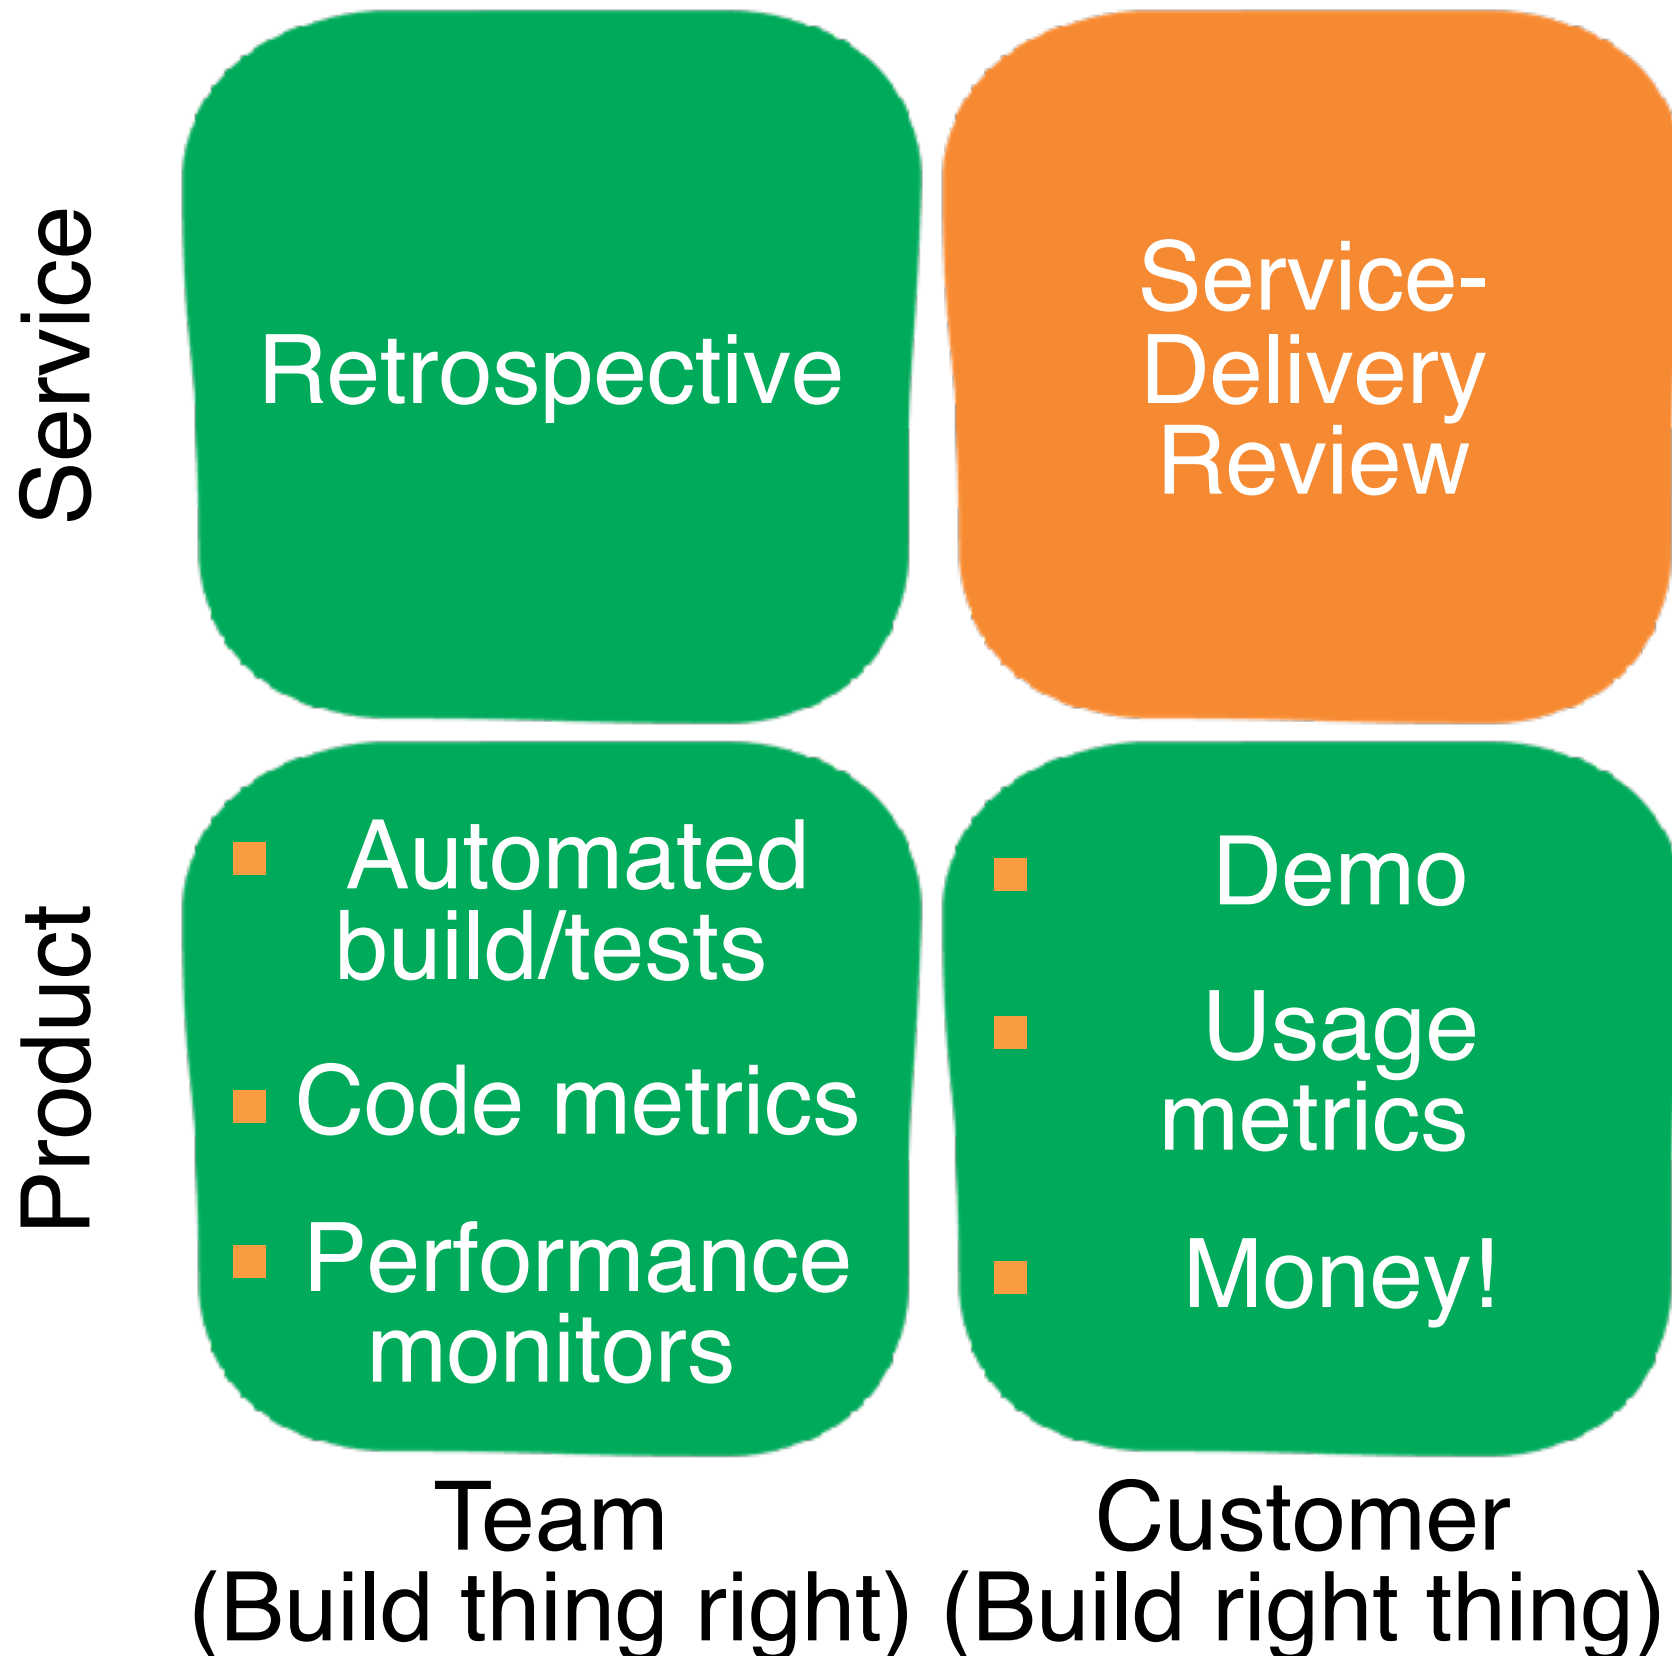 Service
Retrospective
Service-
Delivery
Review
Product
Automated
build/tests
Code metrics
Performance
monitors
Demo
Usage
metrics
Money!
Team
(Build thing right)
Customer
(Build right thing)